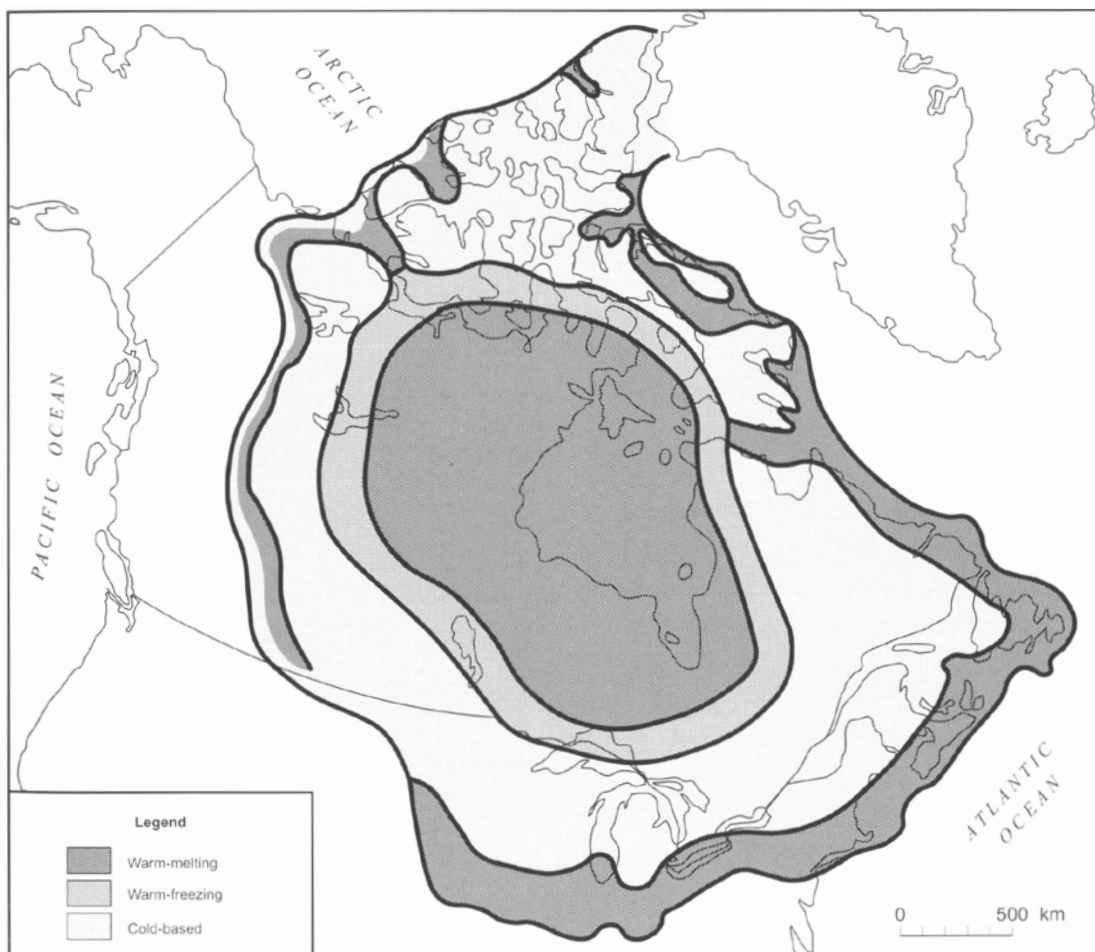 ARCTIC
OCEAN
PACIFIC OCEAN
ATLANTIC
OCEAN
Legend
Warm-melting
Warm-freezing
Cold-based
0 500 km